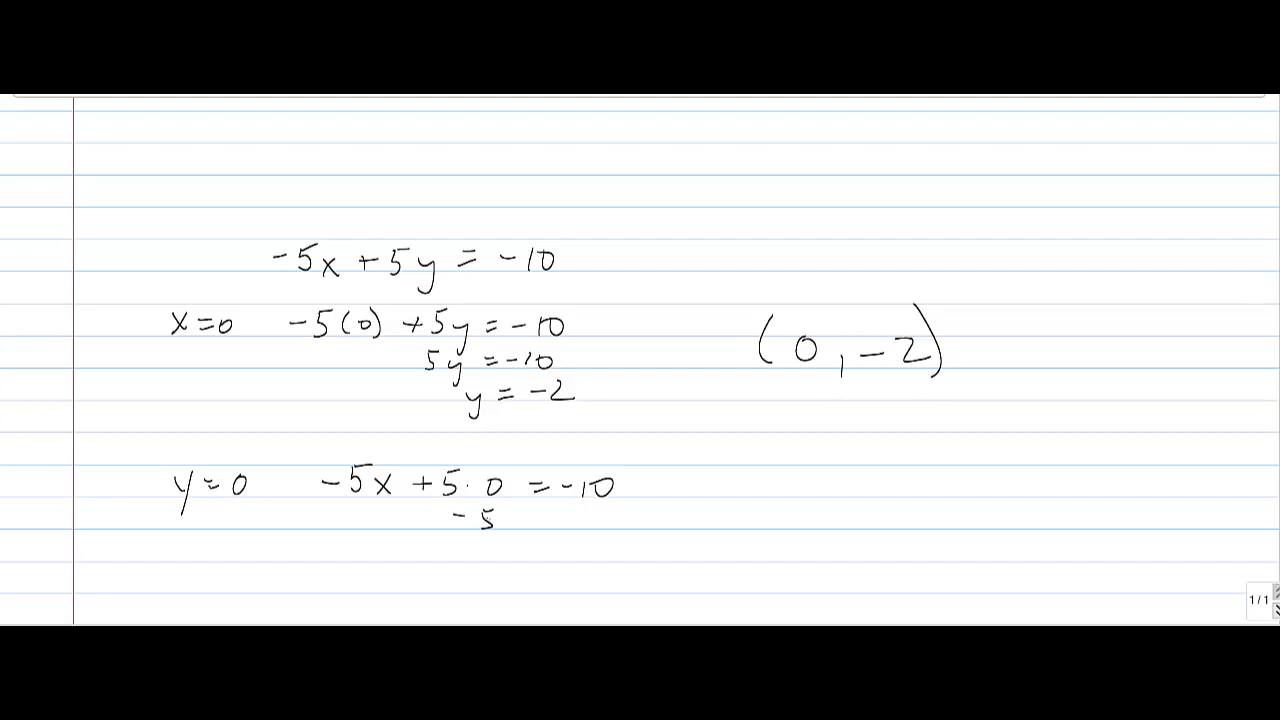 -5x + 5y = -10
x = 0 -5(0) + 5y = -10
5y = -10
(0, -2)
y = -2
y = 0 -5x + 5 · 0 = -10
-5
1 / 1